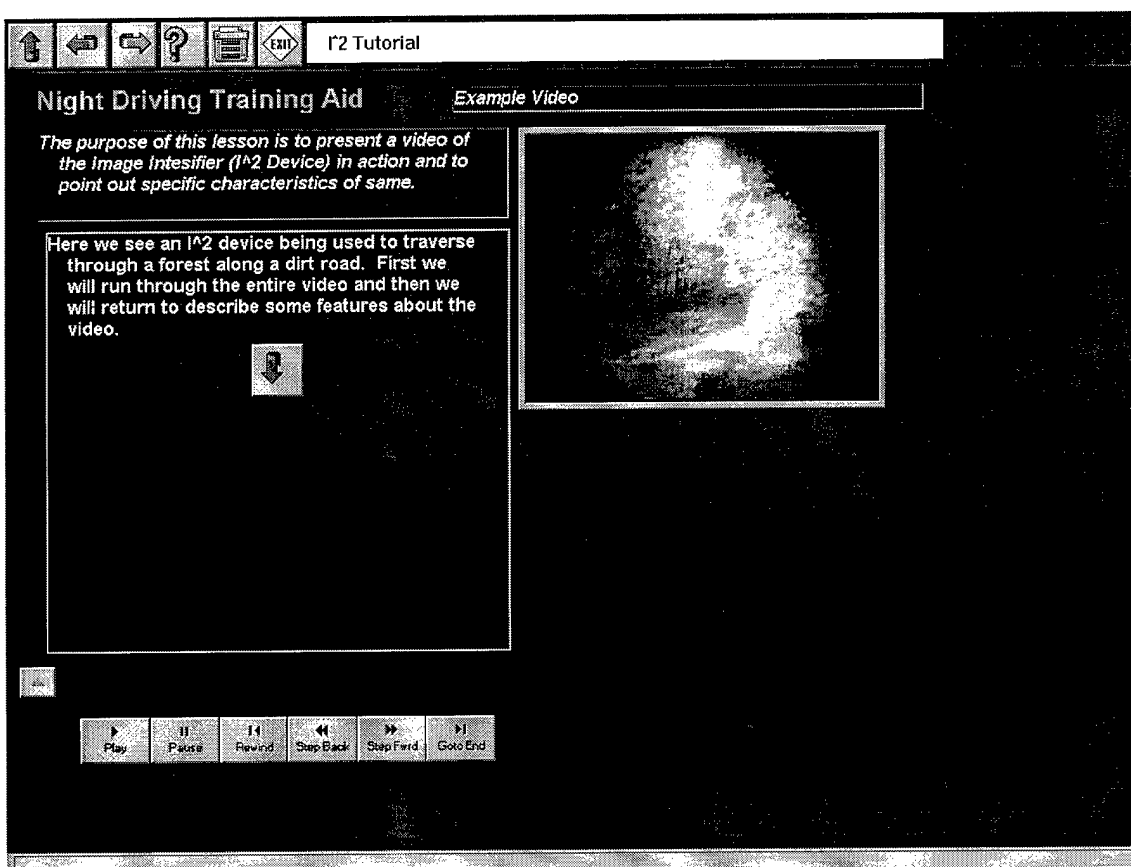 EXIT
I^2 Tutorial
Night Driving Training Aid
Example Video
The purpose of this lesson is to present a video of
the Image Intesifier (I^2 Device) in action and to
point out specific characteristics of same.
Here we see an I^2 device being used to traverse
through a forest along a dirt road. First we
will run through the entire video and then we
will return to describe some features about the
video.
Play Pause Rewind Step Back Step Fwrd Goto End